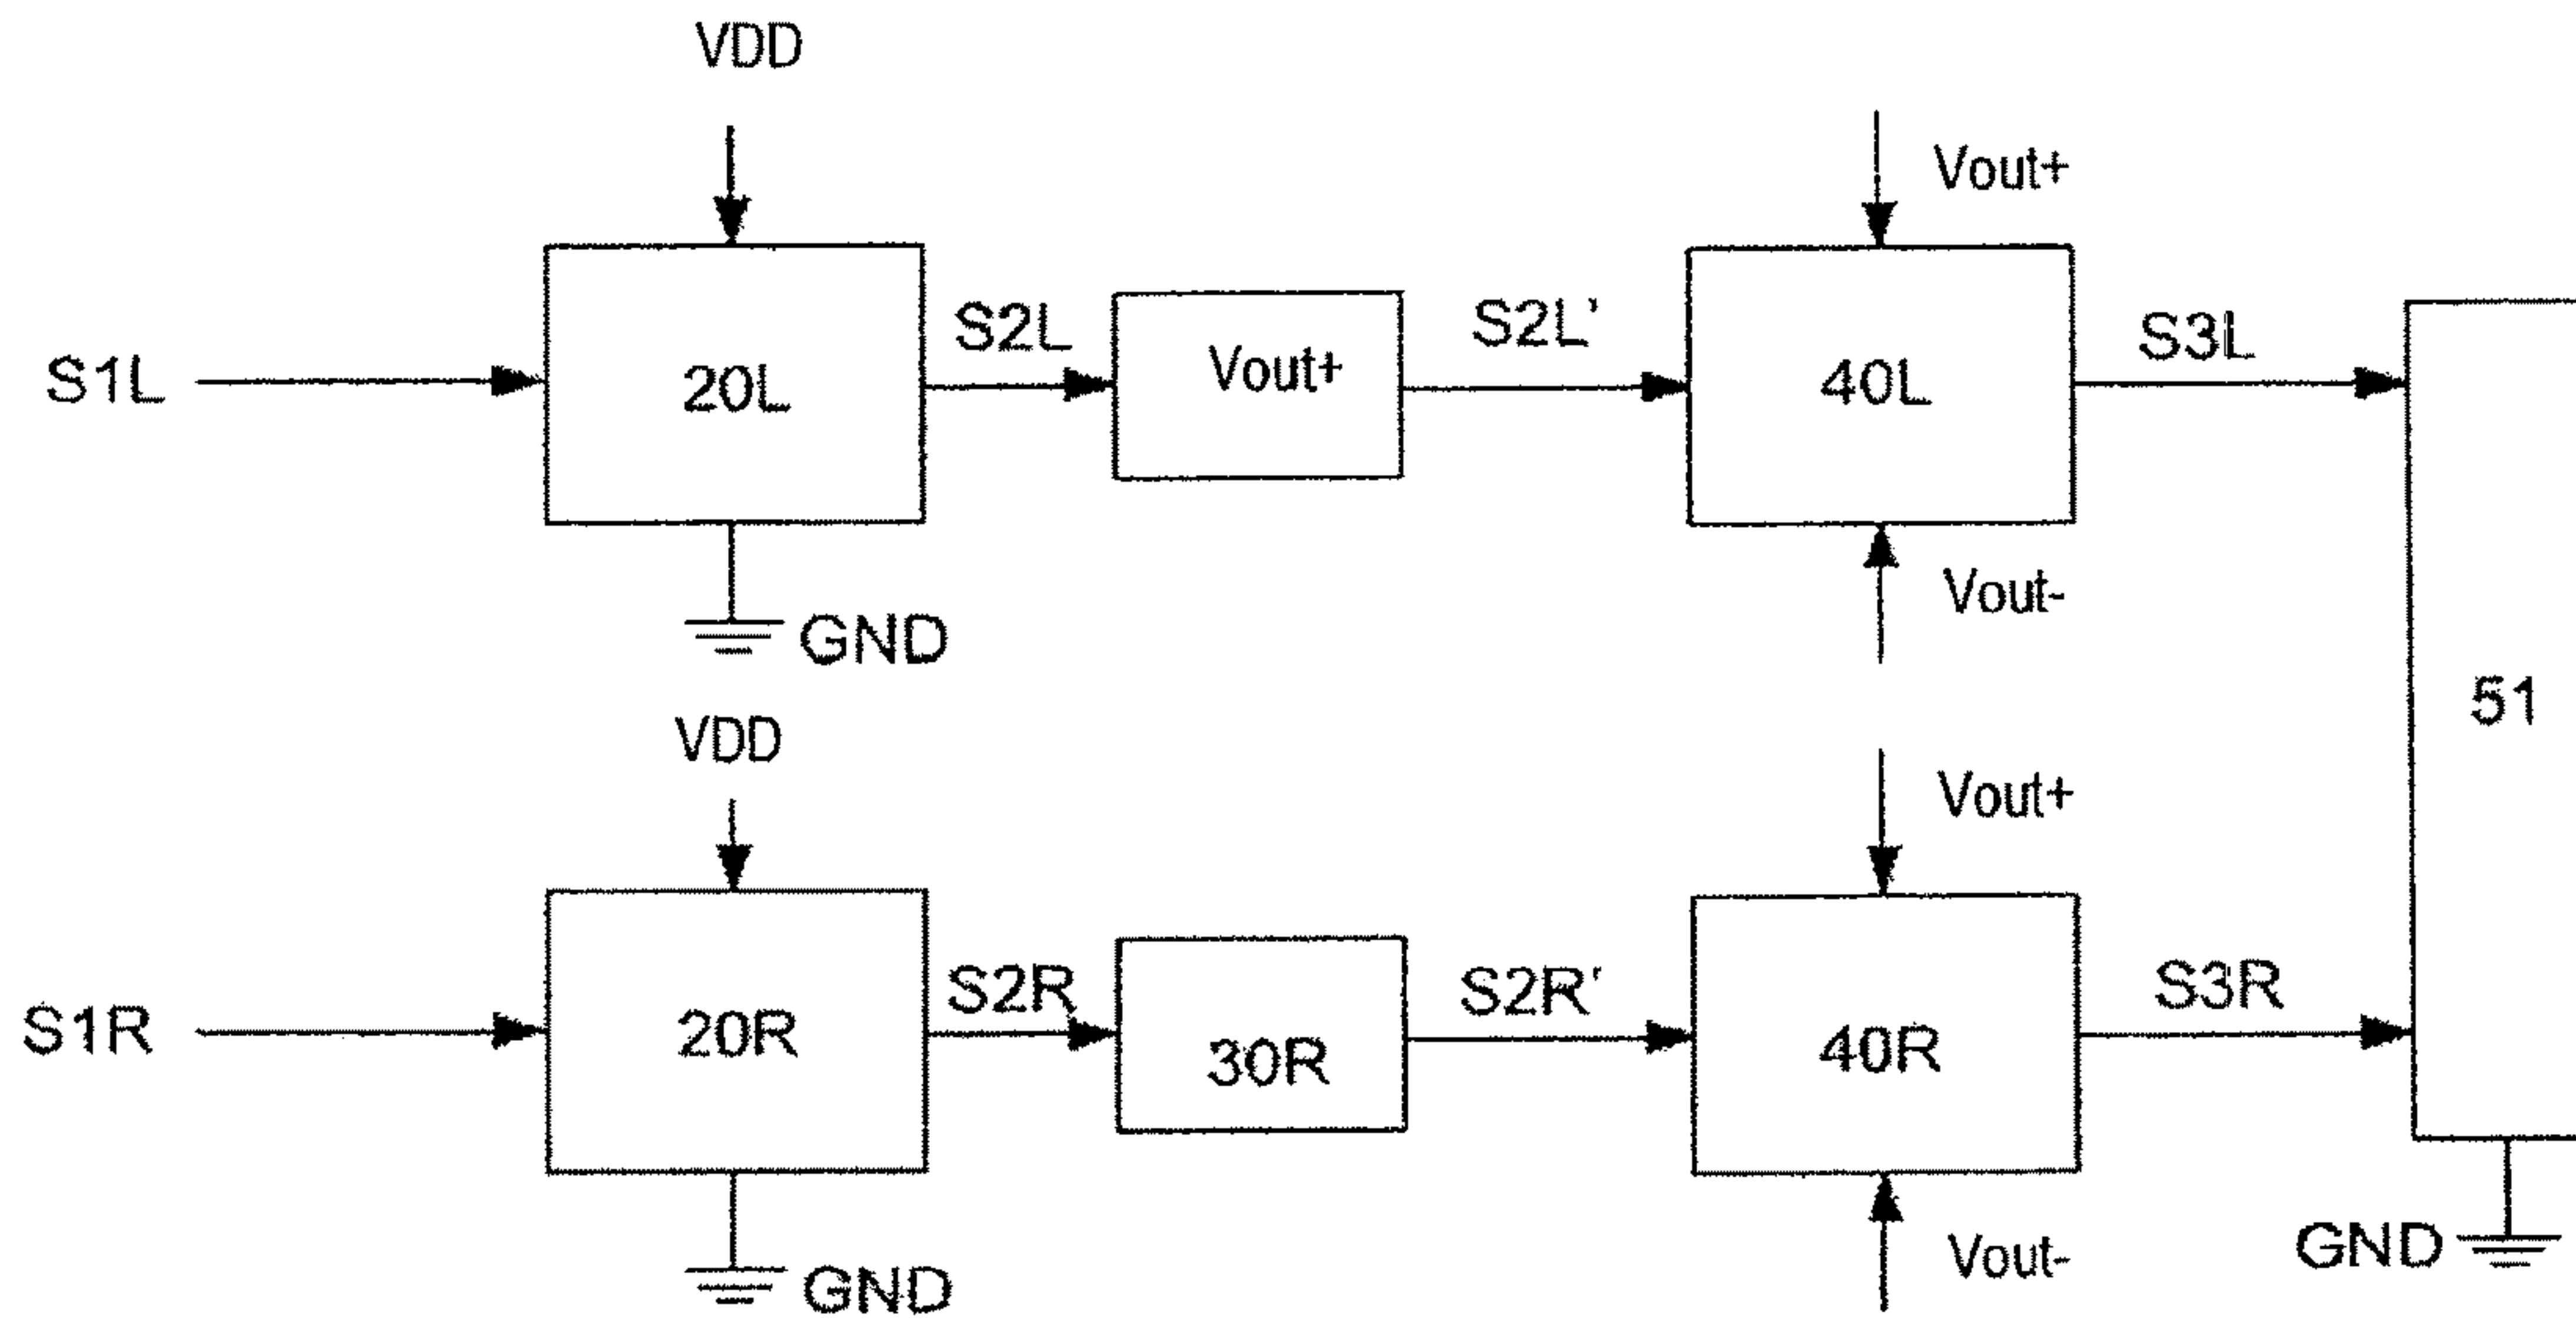 VDD
Vout+
S1L
20L
S2L
Vout+
S2L'
40L
S3L
GND
Vout-
51
VDD
Vout+
S1R
20R
S2R
30R
S2R'
40R
S3R
GND
Vout-
GND